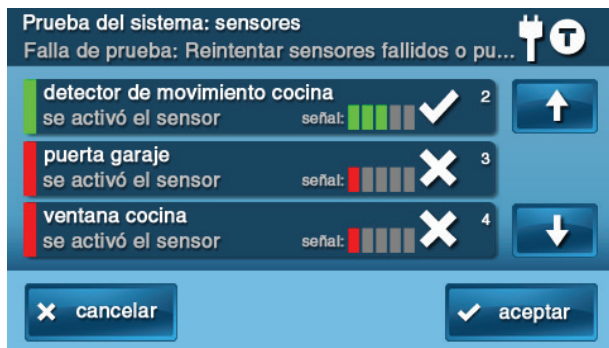 Prueba del sistema: sensores
Falla de prueba: Reintentar sensores fallidos o pu...
T
detector de movimiento cocina
2
se activó el sensor señal:
puerta garaje
3
se activó el sensor señal:
ventana cocina
4
se activó el sensor señal:
cancelar
aceptar